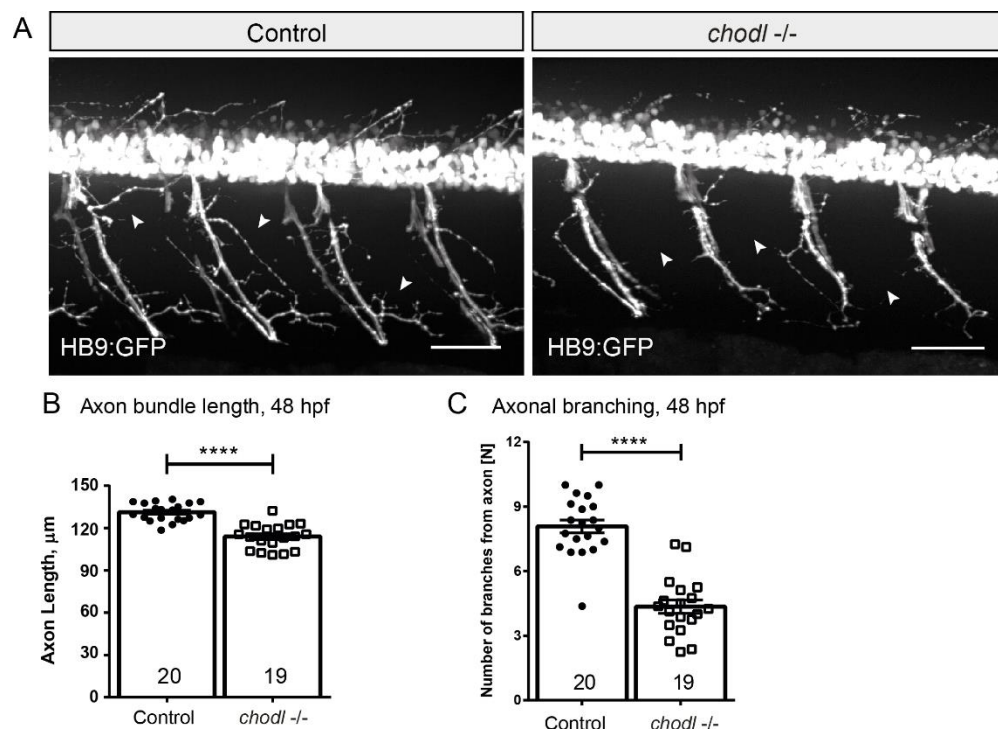 A
Control
chodl -/-
HB9:GFP
HB9:GFP
B Axon bundle length, 48 hpf
****
Axon Length, µm
150
120
90
60
30
0
20
19
Control
chodl -/-
C Axonal branching, 48 hpf
****
Number of branches from axon [N]
12
9
6
3
0
20
19
Control
chodl -/-